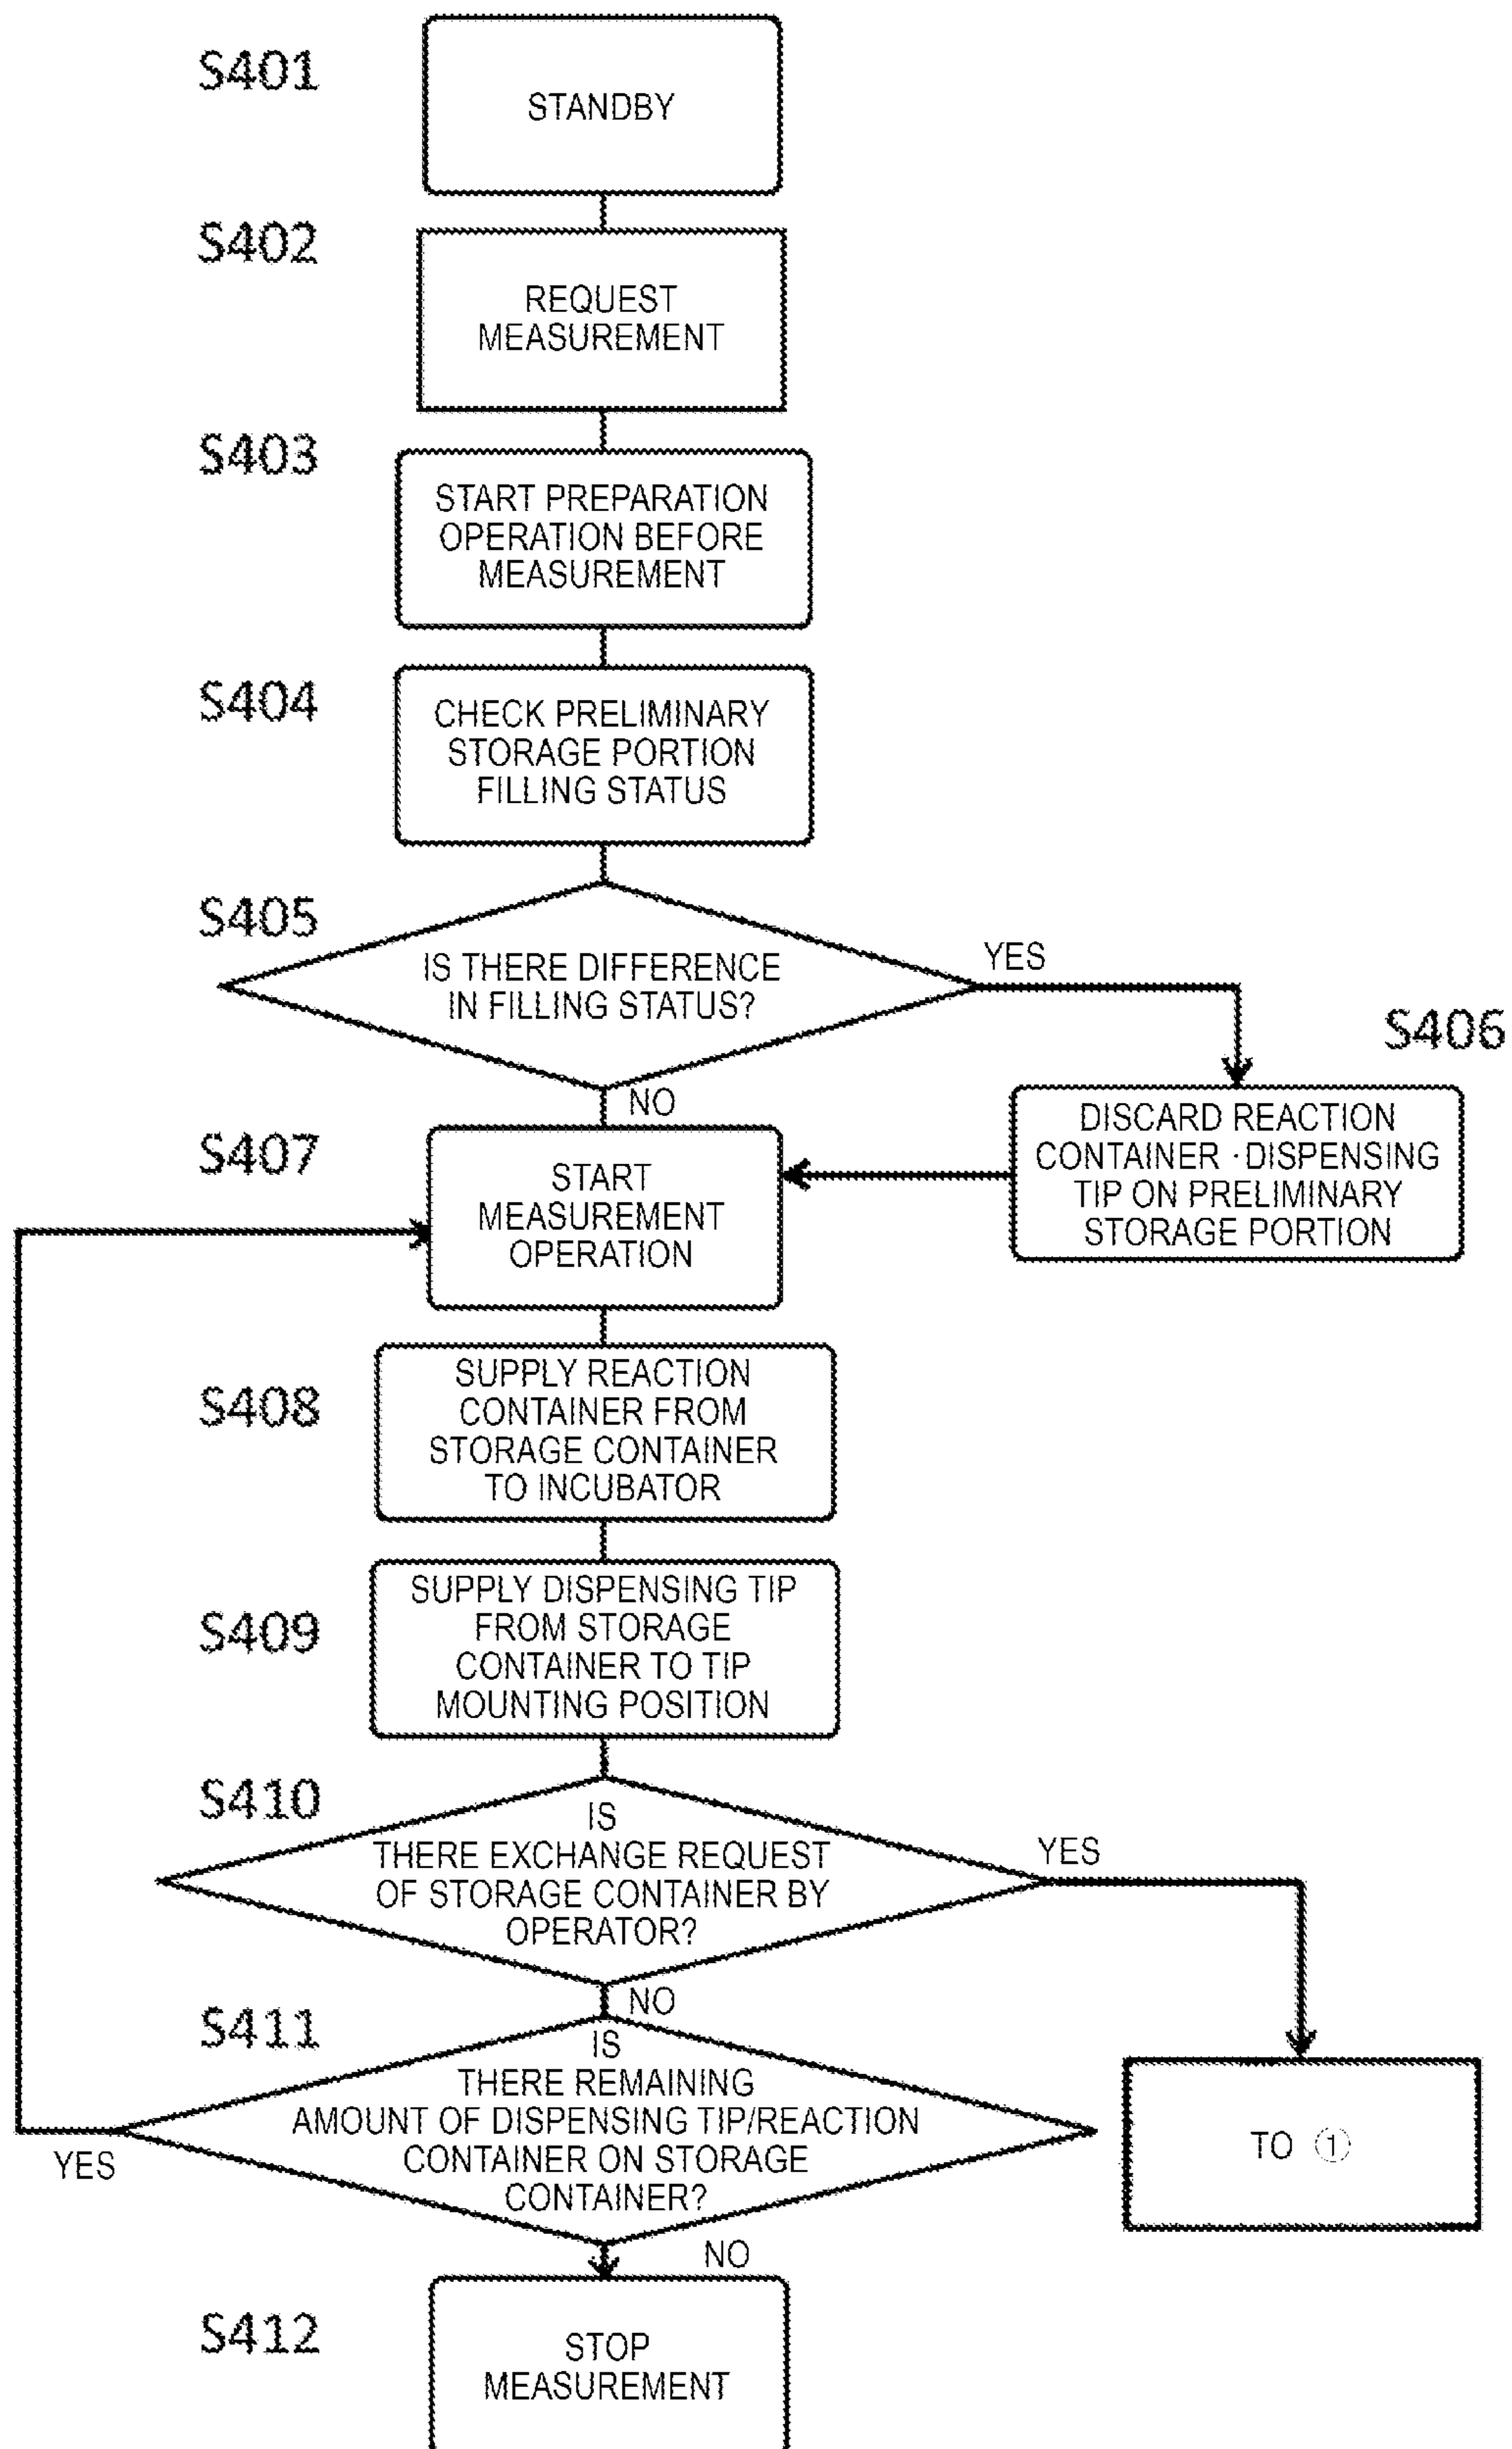 S401
STANDBY
S402
REQUEST
MEASUREMENT
S403
START PREPARATION
OPERATION BEFORE
MEASUREMENT
S404
CHECK PRELIMINARY
STORAGE PORTION
FILLING STATUS
S405
IS THERE DIFFERENCE
IN FILLING STATUS?
YES
NO
S406
DISCARD REACTION
CONTAINER · DISPENSING
TIP ON PRELIMINARY
STORAGE PORTION
S407
START
MEASUREMENT
OPERATION
S408
SUPPLY REACTION
CONTAINER FROM
STORAGE CONTAINER
TO INCUBATOR
S409
SUPPLY DISPENSING TIP
FROM STORAGE
CONTAINER TO TIP
MOUNTING POSITION
S410
IS
THERE EXCHANGE REQUEST
OF STORAGE CONTAINER BY
OPERATOR?
YES
NO
TO ①
S411
IS
THERE REMAINING
AMOUNT OF DISPENSING TIP/REACTION
CONTAINER ON STORAGE
CONTAINER?
YES
NO
S412
STOP
MEASUREMENT